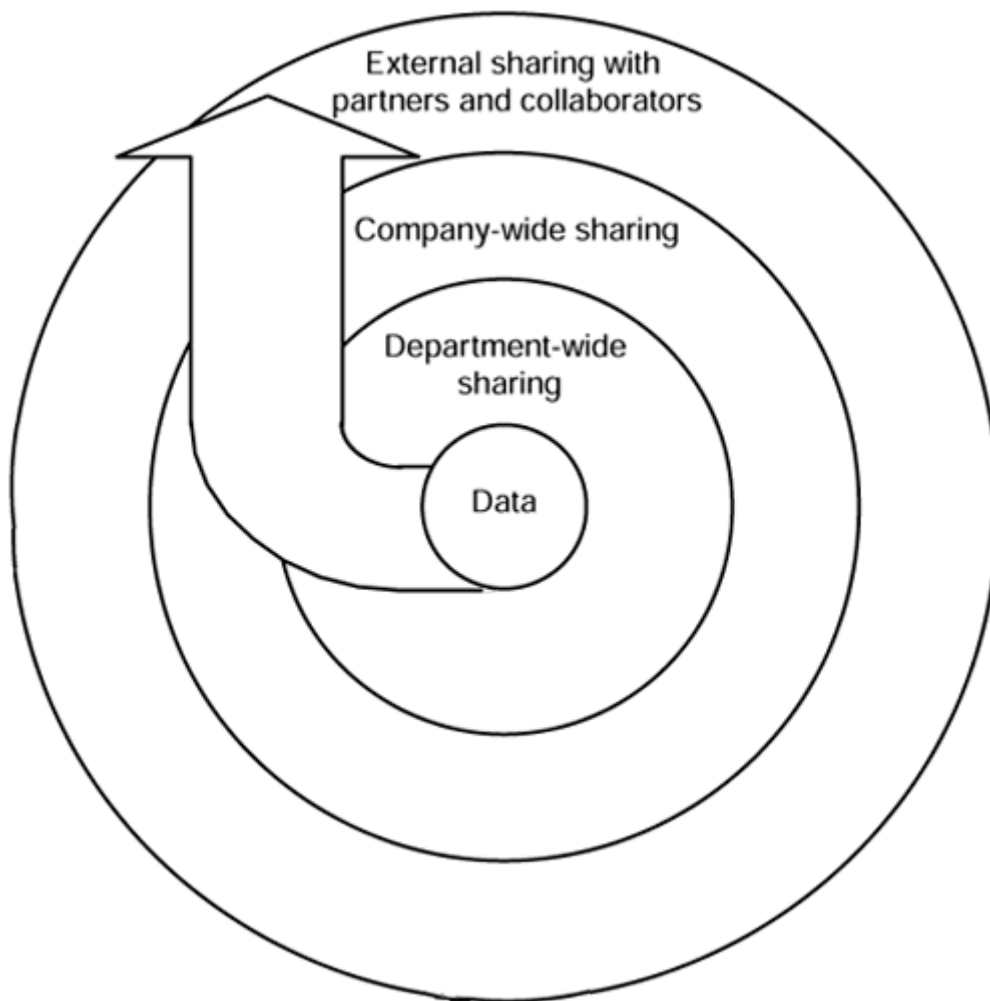 External sharing with
partners and collaborators
Company-wide sharing
Department-wide
sharing
Data